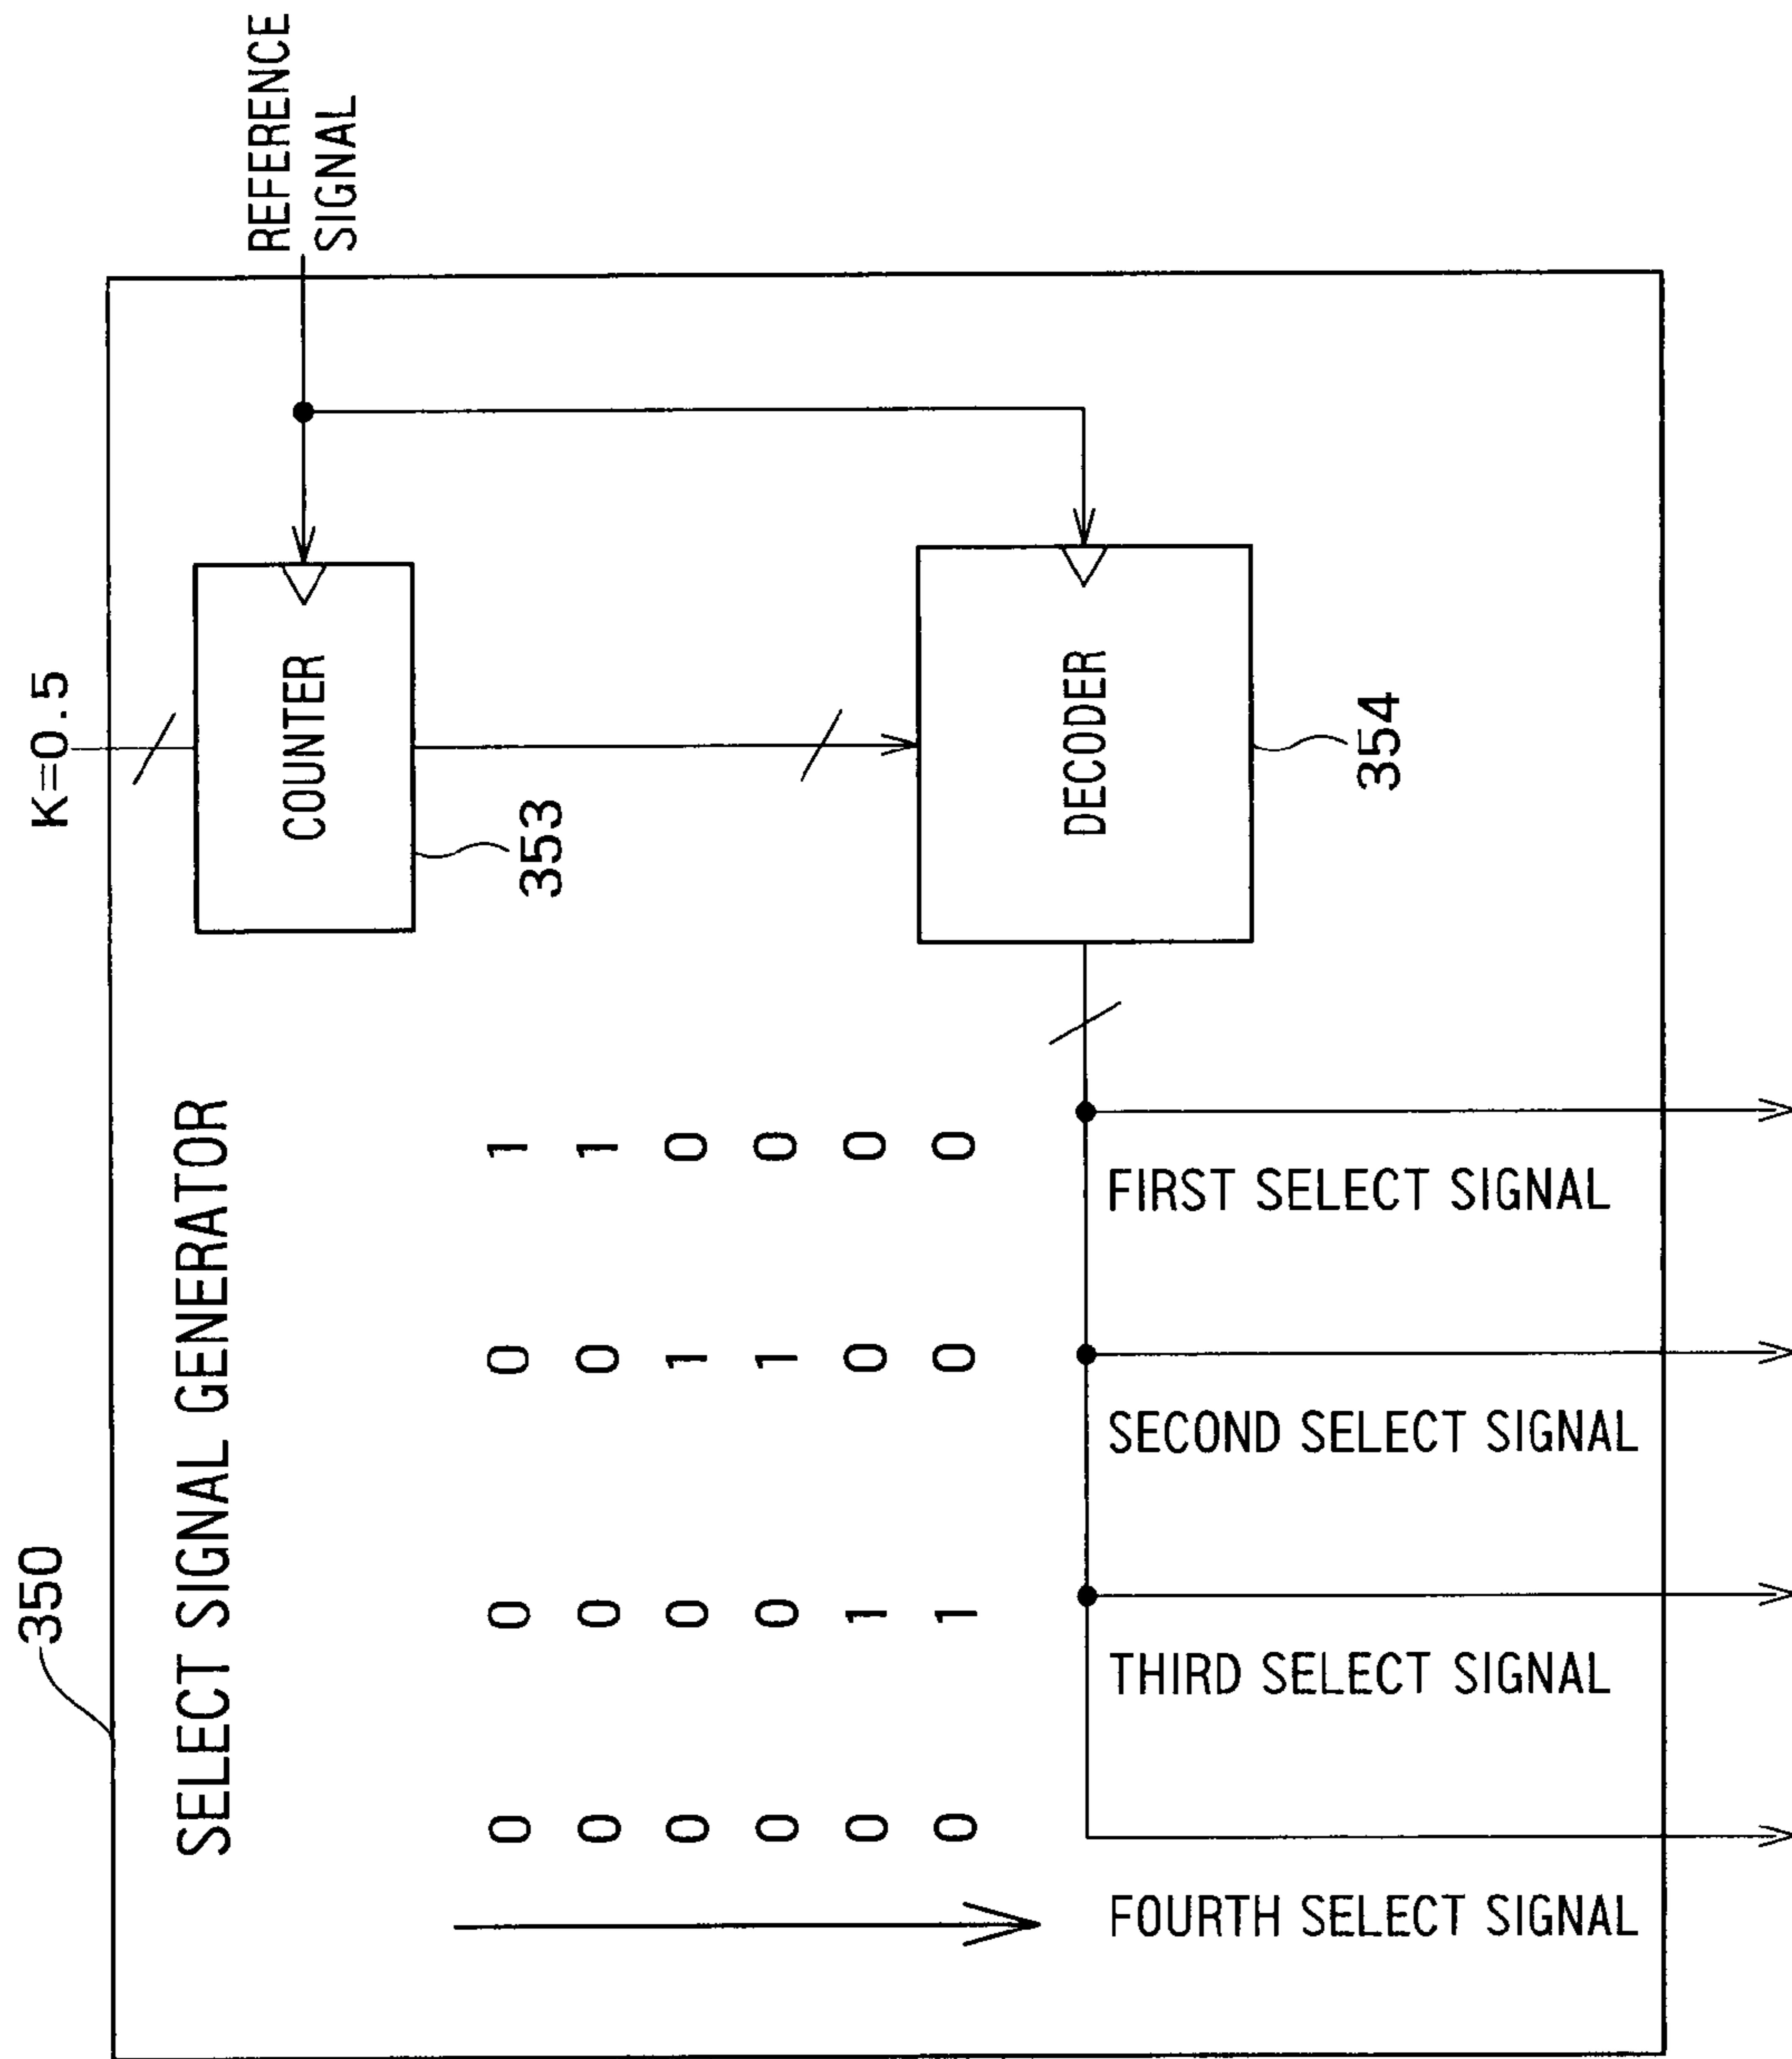 350
K=0.5
SELECT SIGNAL GENERATOR
REFERENCE
SIGNAL
COUNTER
353
0 0 0 1
0 0 0 1
0 0 1 0
0 0 1 0
0 1 0 0
0 1 0 0
DECODER
354
FIRST SELECT SIGNAL
SECOND SELECT SIGNAL
THIRD SELECT SIGNAL
FOURTH SELECT SIGNAL